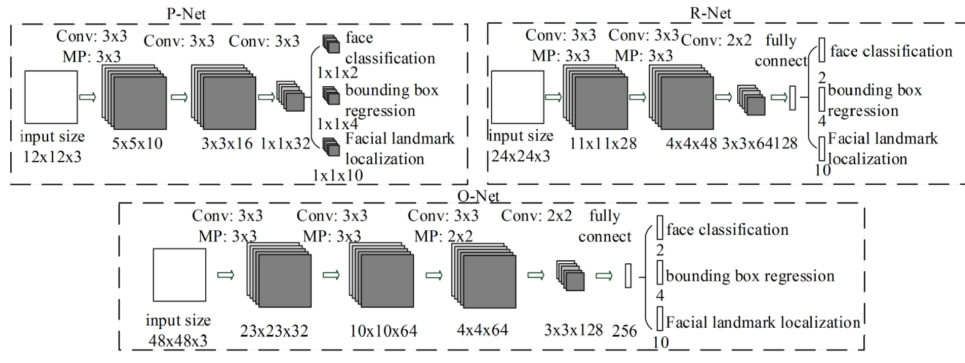 P-Net
Conv: 3x3 Conv: 3x3 Conv: 3x3
MP: 3x3
face
classification
1x1x2
bounding box
regression
1x1x4
Facial landmark
localization
1x1x10
input size
12x12x3
5x5x10 3x3x16 1x1x32
R-Net
Conv: 3x3 Conv: 3x3 Conv: 2x2 fully
MP: 3x3 MP: 3x3 connect
face classification
2
bounding box
regression
4
Facial landmark
localization
10
input size
24x24x3
11x11x28 4x4x48 3x3x64 128
O-Net
Conv: 3x3 Conv: 3x3 Conv: 3x3 Conv: 2x2 fully
MP: 3x3 MP: 3x3 MP: 2x2 connect
face classification
2
bounding box regression
4
Facial landmark localization
10
input size
48x48x3
23x23x32 10x10x64 4x4x64 3x3x128 256